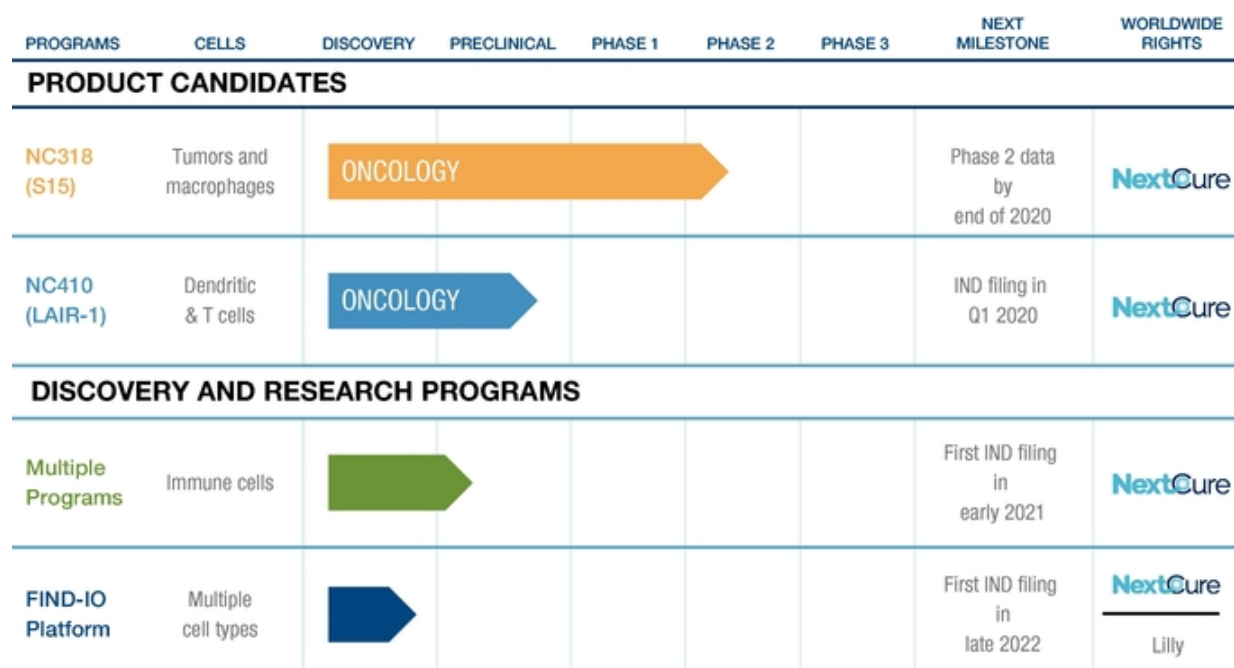 PROGRAMS CELLS DISCOVERY PRECLINICAL PHASE 1 PHASE 2 PHASE 3 NEXT MILESTONE WORLDWIDE RIGHTS
PRODUCT CANDIDATES
NC318
(S15)
Tumors and
macrophages
ONCOLOGY
Phase 2 data
by
end of 2020
NextCure
NC410
(LAIR-1)
Dendritic
& T cells
ONCOLOGY
IND filing in
Q1 2020
NextCure
DISCOVERY AND RESEARCH PROGRAMS
Multiple
Programs
Immune cells
First IND filing
in
early 2021
NextCure
FIND-IO
Platform
Multiple
cell types
First IND filing
in
late 2022
NextCure
Lilly